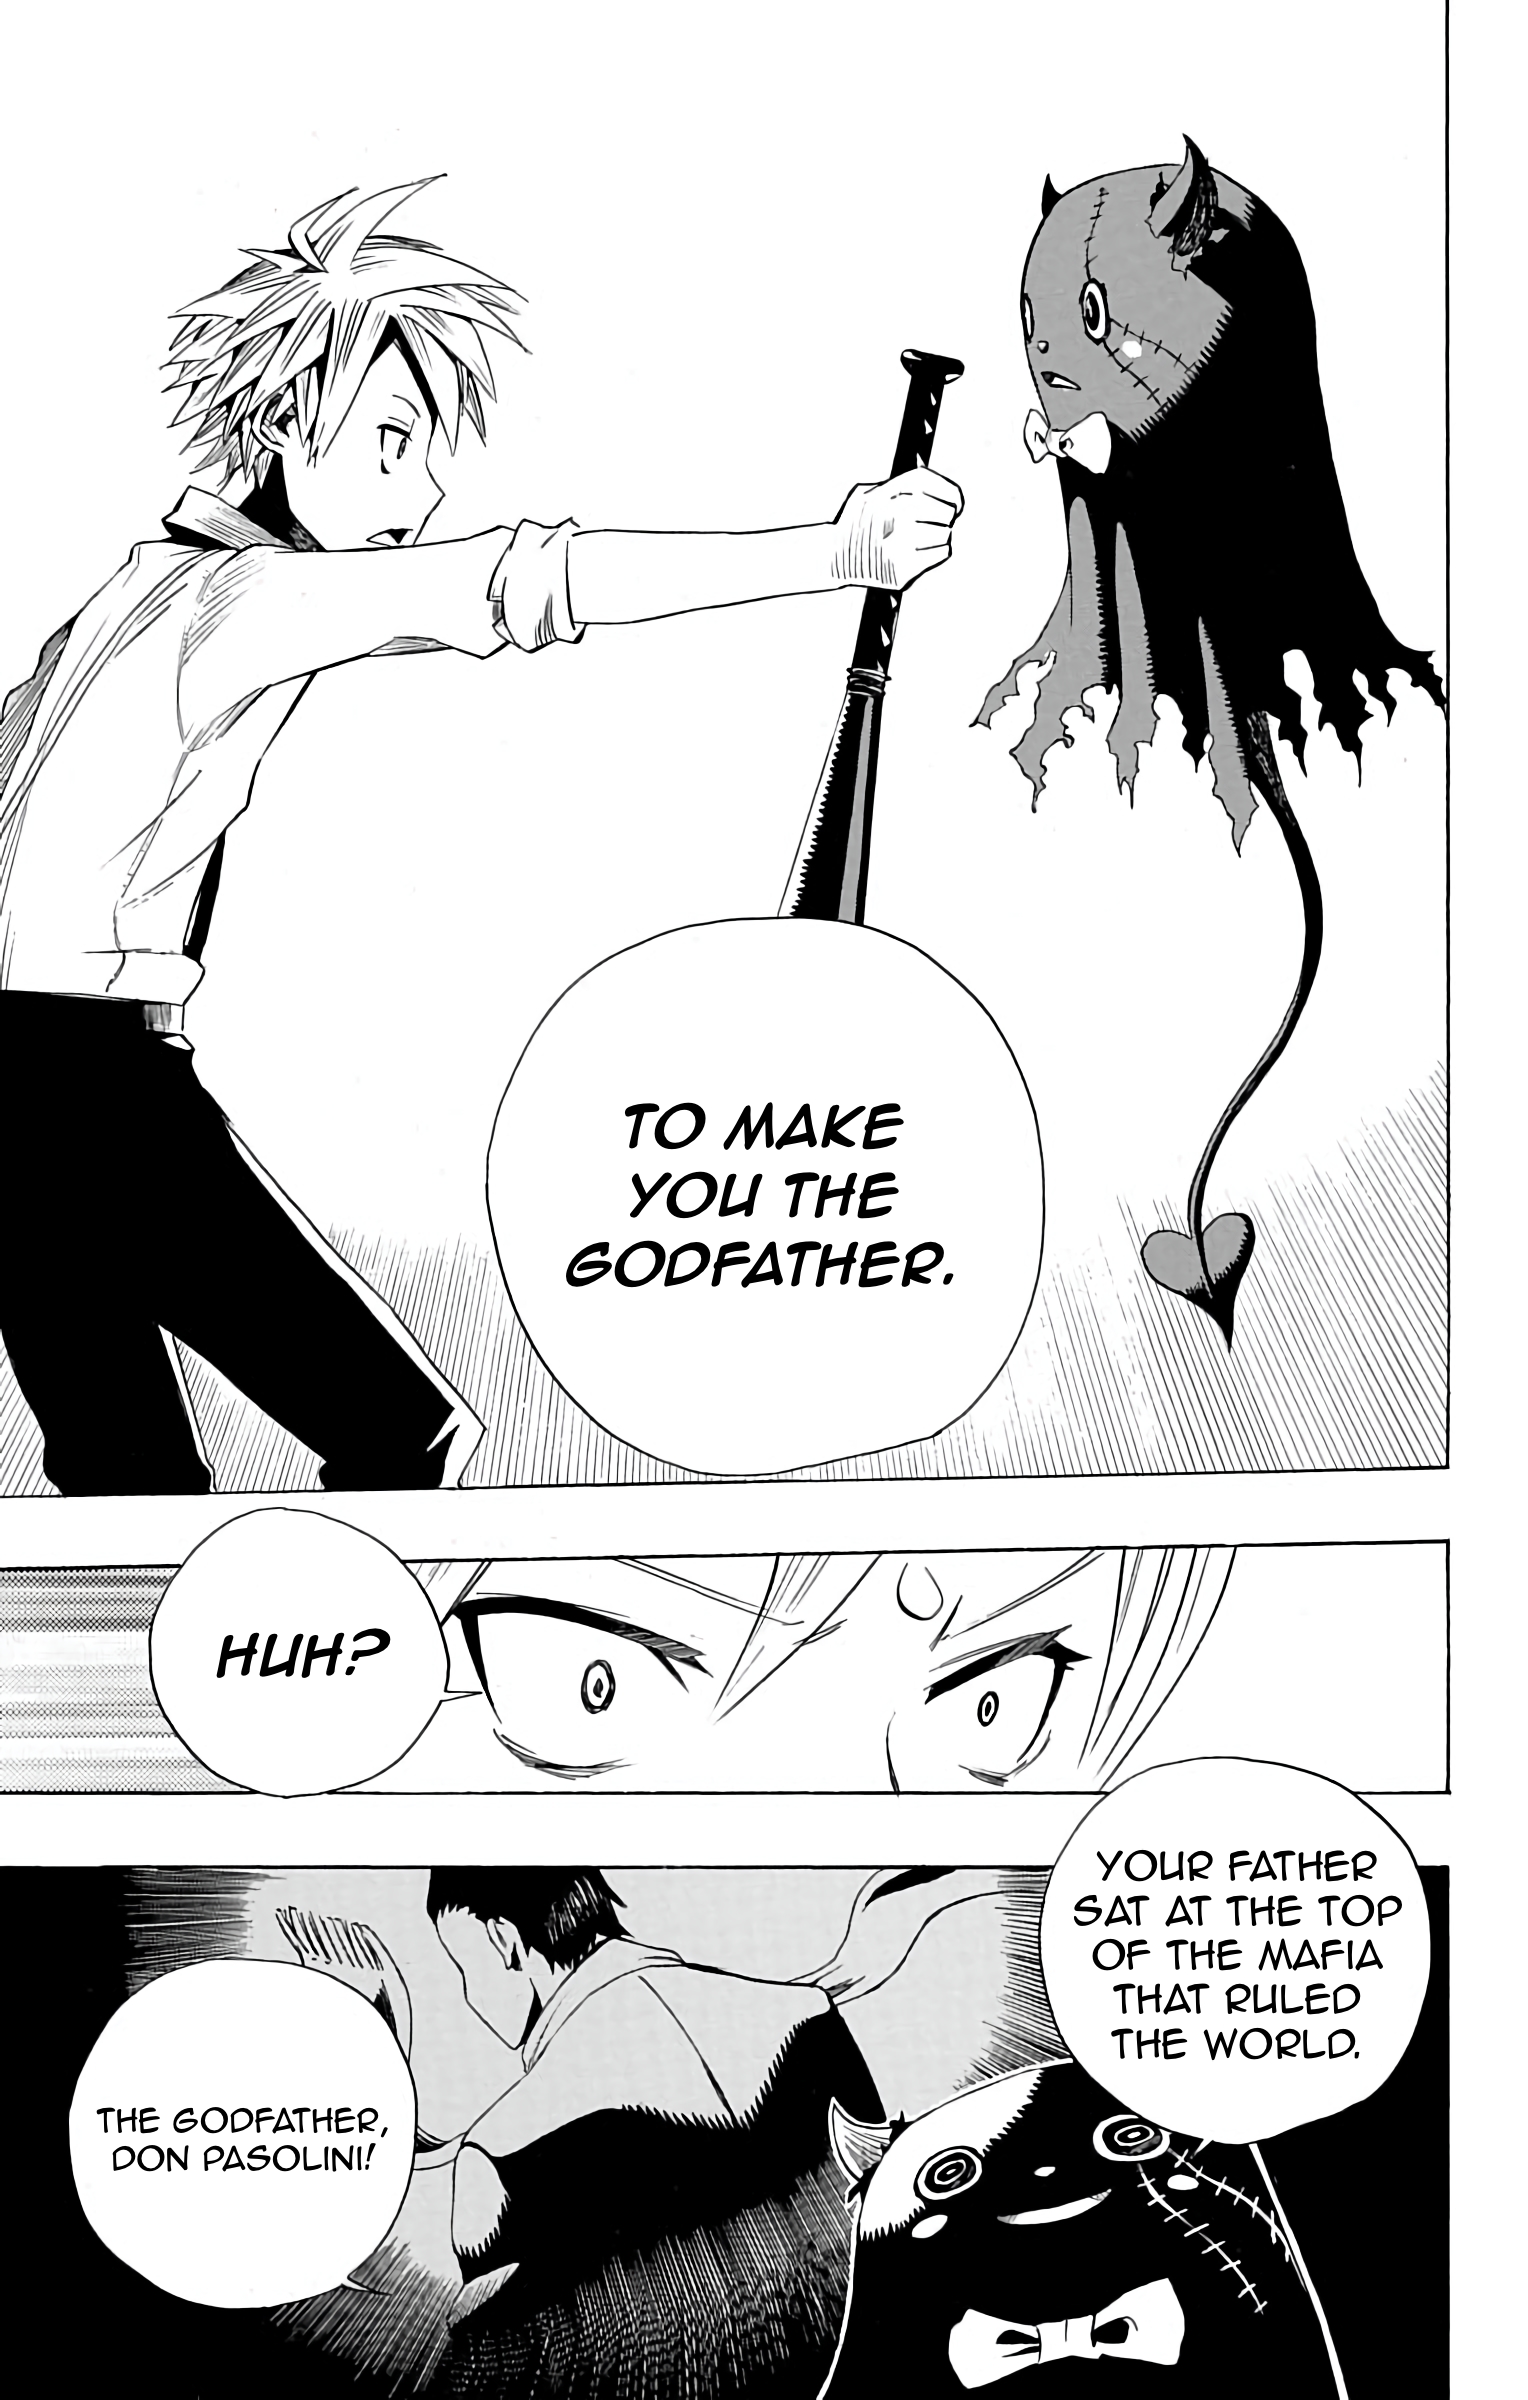 TO MAKE
YOU THE
GODFATHER.
HUH?
YOUR FATHER
SAT AT THE TOP
OF THE MAFIA
THAT RULED
THE WORLD.
THE GODFATHER,
DON PASOLINI!